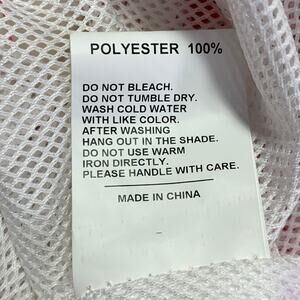 POLYESTER 100%
DO NOT BLEACH.
DO NOT TUMBLE DRY.
WASH COLD WATER
WITH LIKE COLOR.
AFTER WASHING
HANG OUT IN THE SHADE.
DO NOT USE WARM
IRON DIRECTLY.
PLEASE HANDLE WITH CARE.
MADE IN CHINA